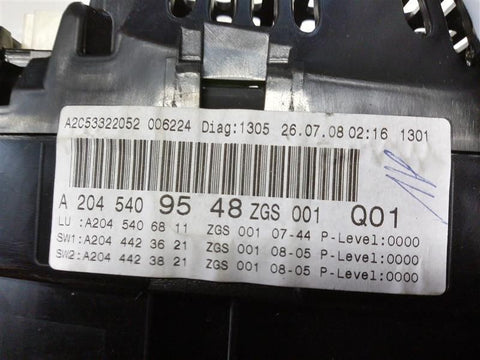 A2C53322052 006224 Diag:1305 26.07.08 02:16 1301
A 204 540 95 48 ZGS 001 Q01
LU : A204 540 68 11 ZGS 001 07-44 P-Level:0000
SW1:A204 442 36 21 ZGS 001 08-05 P-Level:0000
SW2:A204 442 38 21 ZGS 001 08-05 P-Level:0000